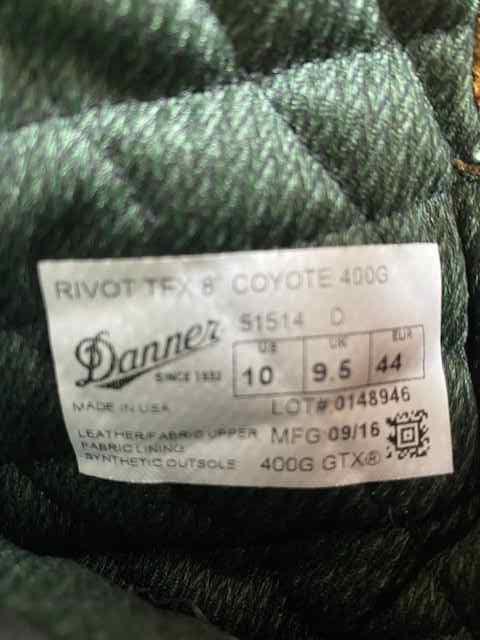 RIVOT TFX 8" COYOTE 400G
Danner
SINCE 1932
51514 D
US UK EUR
10 9.5 44
MADE IN USA
LOT# 0148946
LEATHER/FABRIC UPPER
FABRIC LINING
SYNTHETIC OUTSOLE
MFG 09/16
400G GTX®